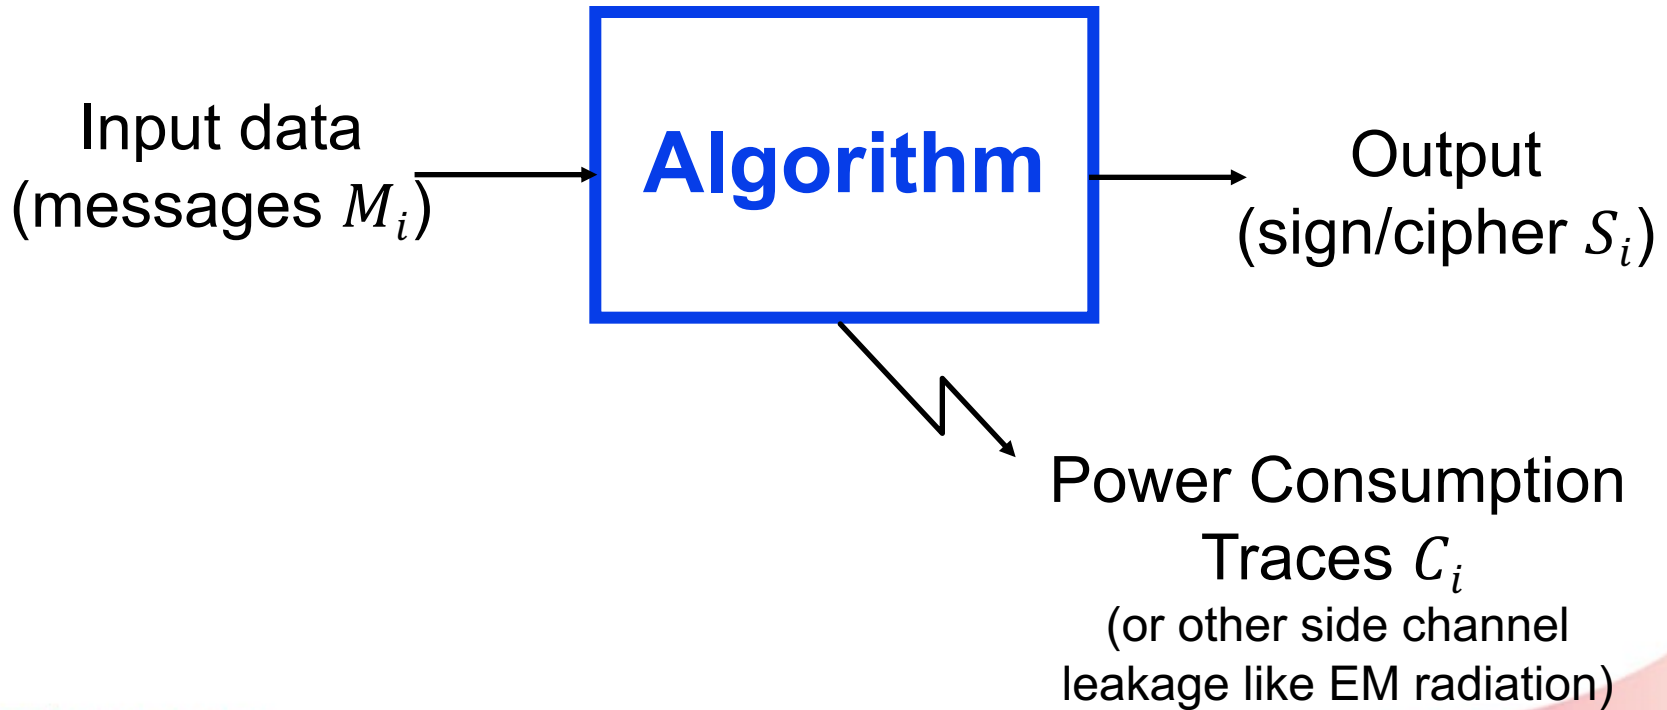 Input data
(messages Mᵢ)
Algorithm
Output
(sign/cipher Sᵢ)
Power Consumption
Traces Cᵢ
(or other side channel
leakage like EM radiation)